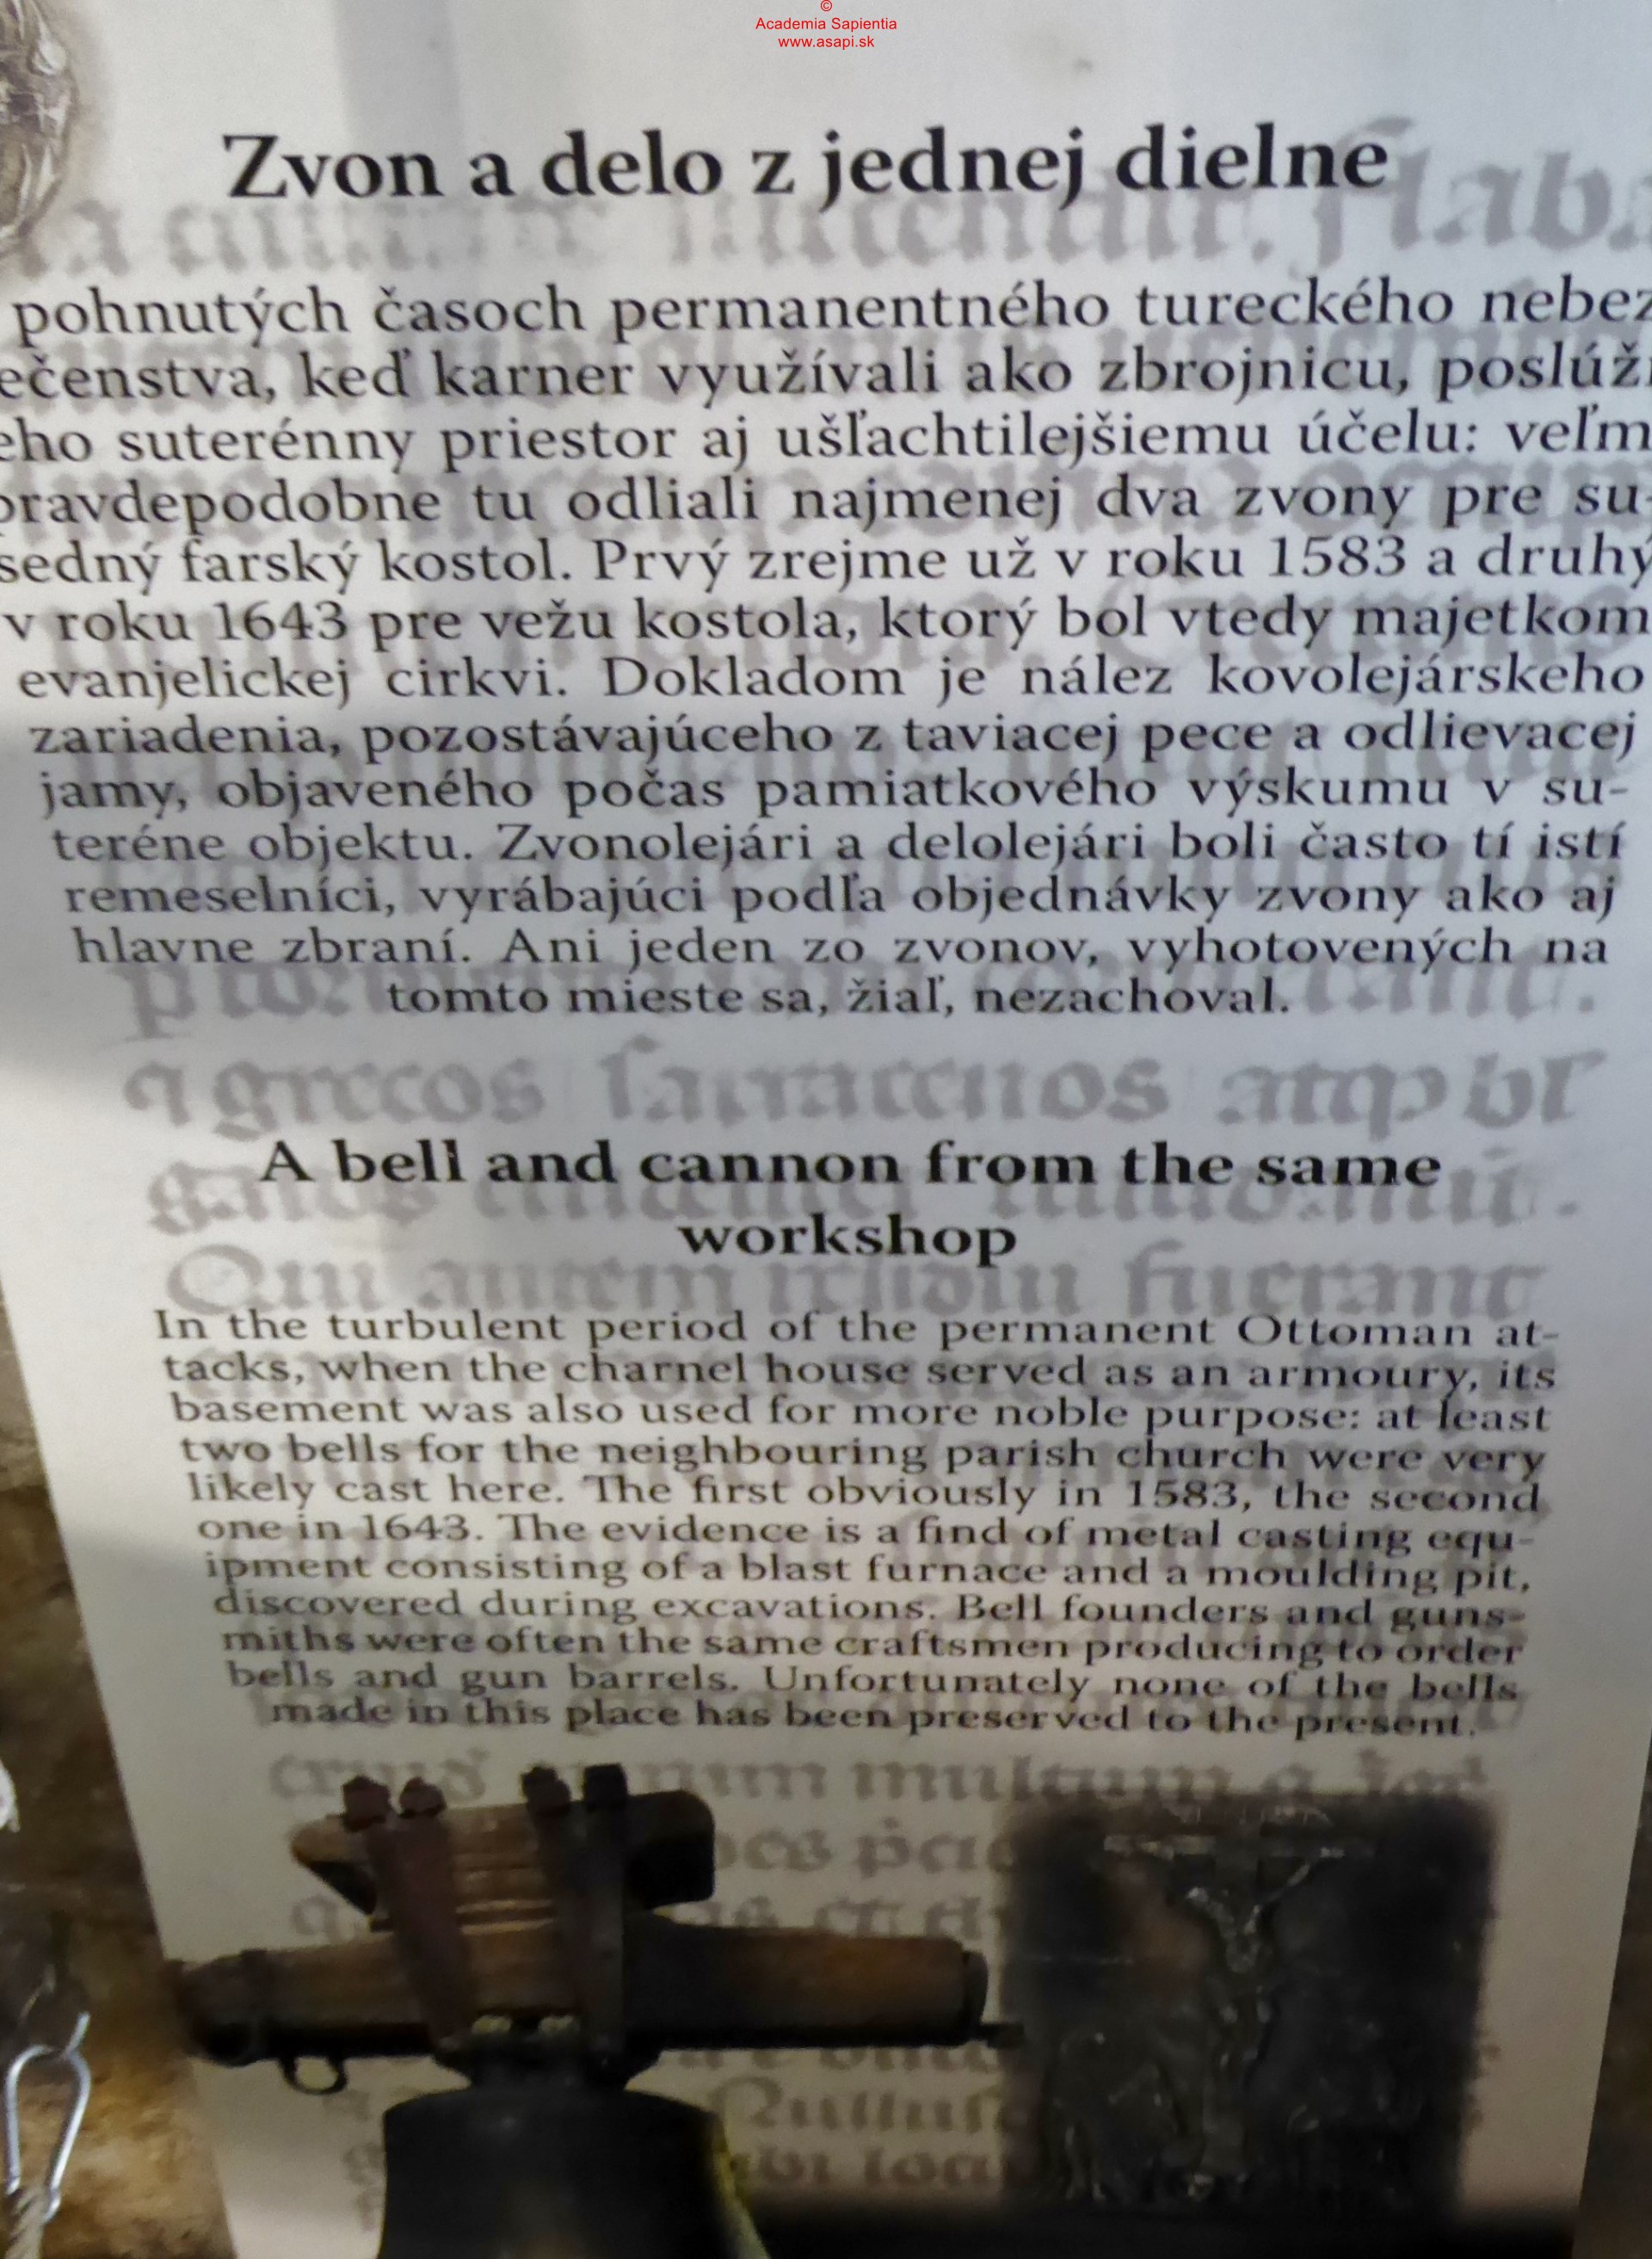 ©
Academia Sapientia
www.asapi.sk
Zvon a delo z jednej dielne
pohnutých časoch permanentného tureckého nebez
ečenstva, keď karner využívali ako zbrojnicu, poslúži
eho suterénny priestor aj ušľachtilejšiemu účelu: veľm
pravdepodobne tu odliali najmenej dva zvony pre su-
sedný farský kostol. Prvý zrejme už v roku 1583 a druhý
v roku 1643 pre vežu kostola, ktorý bol vtedy majetkom
evanjelickej cirkvi. Dokladom je nález kovolejárskeho
zariadenia, pozostávajúceho z taviacej pece a odlievacej
jamy, objaveného počas pamiatkového výskumu v su-
teréne objektu. Zvonolejári a delolejári boli často tí istí
remeselníci, vyrábajúci podľa objednávky zvony ako aj
hlavne zbraní. Ani jeden zo zvonov, vyhotovených na
tomto mieste sa, žiaľ, nezachoval.
A bell and cannon from the same
workshop
In the turbulent period of the permanent Ottoman at-
tacks, when the charnel house served as an armoury, its
basement was also used for more noble purpose: at least
two bells for the neighbouring parish church were very
likely cast here. The first obviously in 1583, the second
one in 1643. The evidence is a find of metal casting equ-
ipment consisting of a blast furnace and a moulding pit,
discovered during excavations. Bell founders and guns-
miths were often the same craftsmen producing to order
bells and gun barrels. Unfortunately none of the bells
made in this place has been preserved to the present.